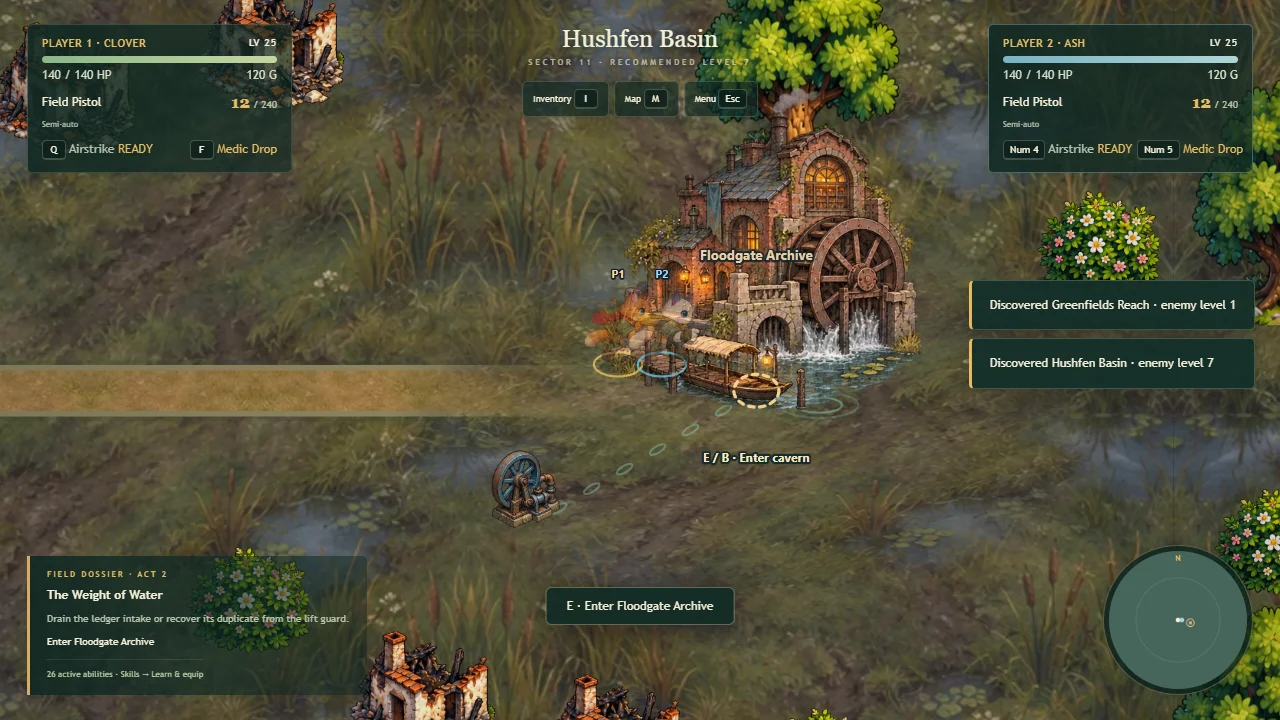 PLAYER 1 · CLOVER LV 25
140 / 140 HP 120 G
Field Pistol 12 / 240
Semi-auto
Q Airstrike READY F Medic Drop
Hushfen Basin
SECTOR 11 · RECOMMENDED LEVEL 7
Inventory I Map M Menu Esc
PLAYER 2 · ASH LV 25
140 / 140 HP 120 G
Field Pistol 12 / 240
Semi-auto
Num 4 Airstrike READY Num 5 Medic Drop
Floodgate Archive
P1 P2
Discovered Greenfields Reach · enemy level 1
Discovered Hushfen Basin · enemy level 7
E / B · Enter cavern
FIELD DOSSIER · ACT 2
The Weight of Water
Drain the ledger intake or recover its duplicate from the lift guard.
Enter Floodgate Archive
26 active abilities · Skills → Learn & equip
E · Enter Floodgate Archive
N